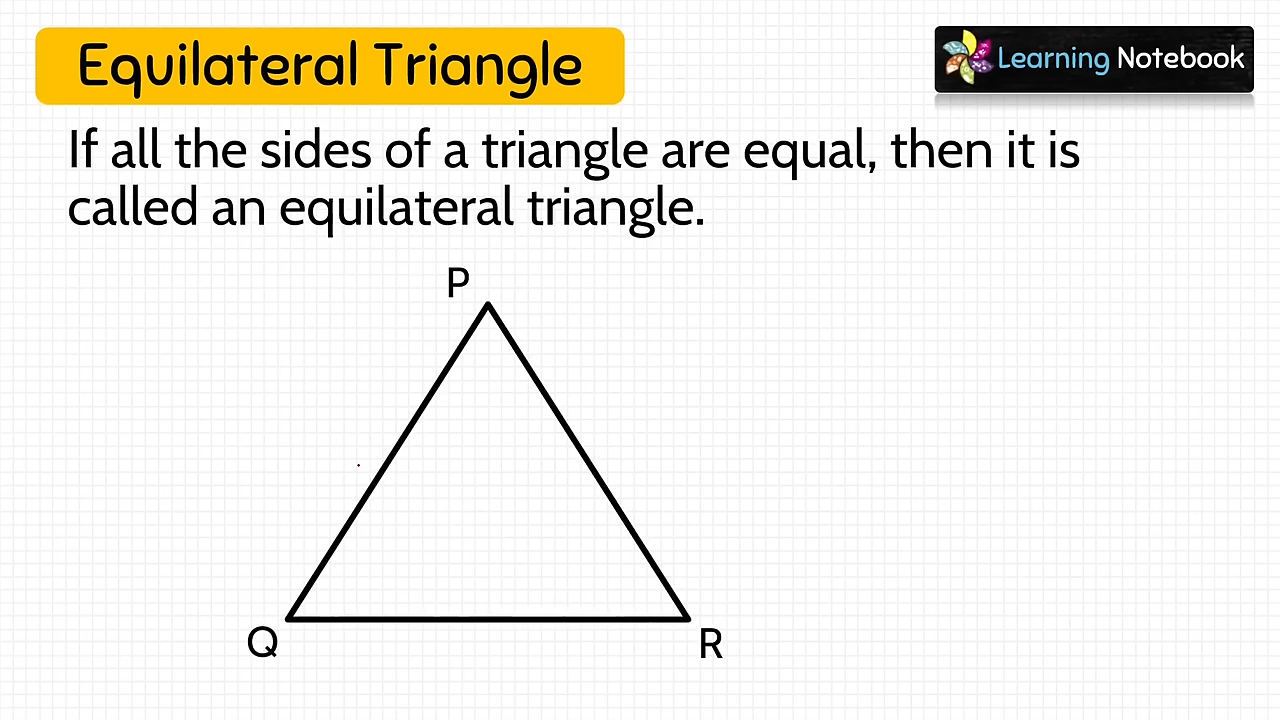 Equilateral Triangle
Learning Notebook
If all the sides of a triangle are equal, then it is
called an equilateral triangle.
P
Q
R